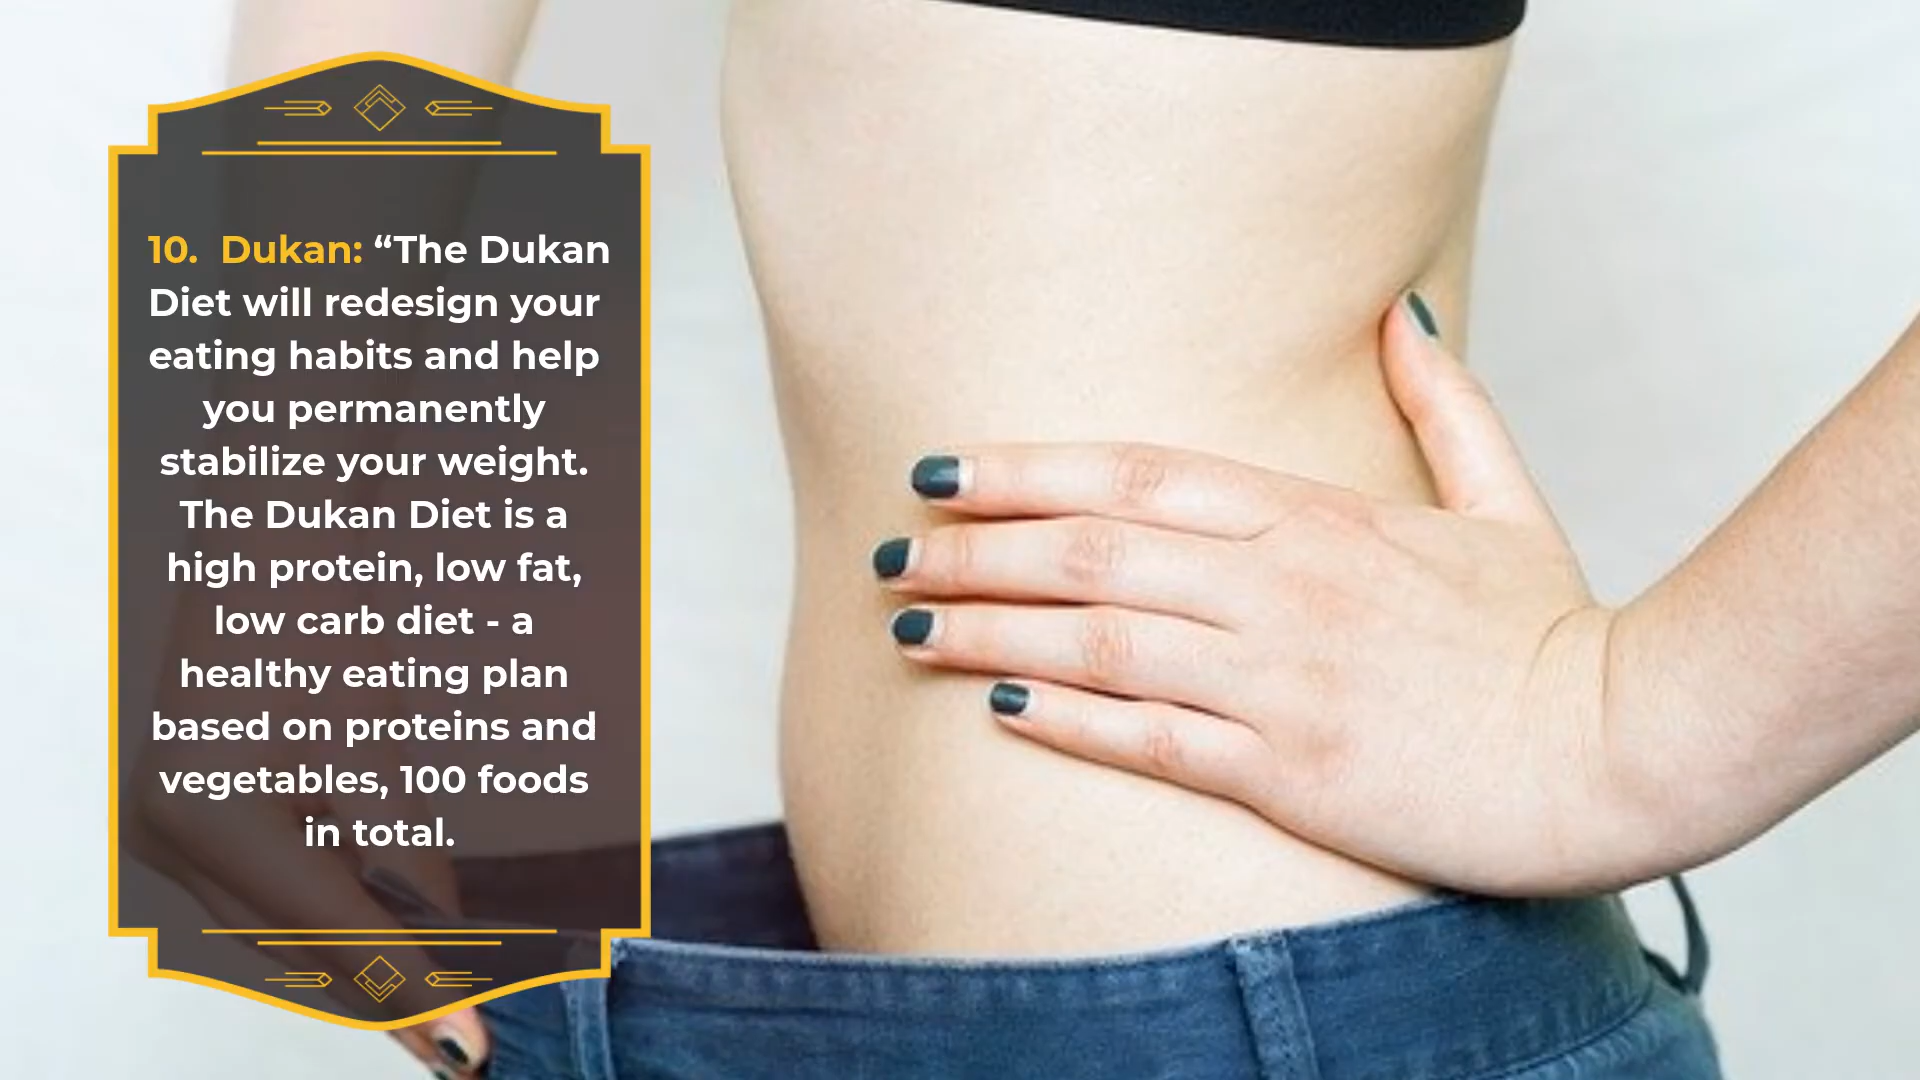 10.  Dukan: “The Dukan
Diet will redesign your
eating habits and help
you permanently
stabilize your weight.
The Dukan Diet is a
high protein, low fat,
low carb diet - a
healthy eating plan
based on proteins and
vegetables, 100 foods
in total.